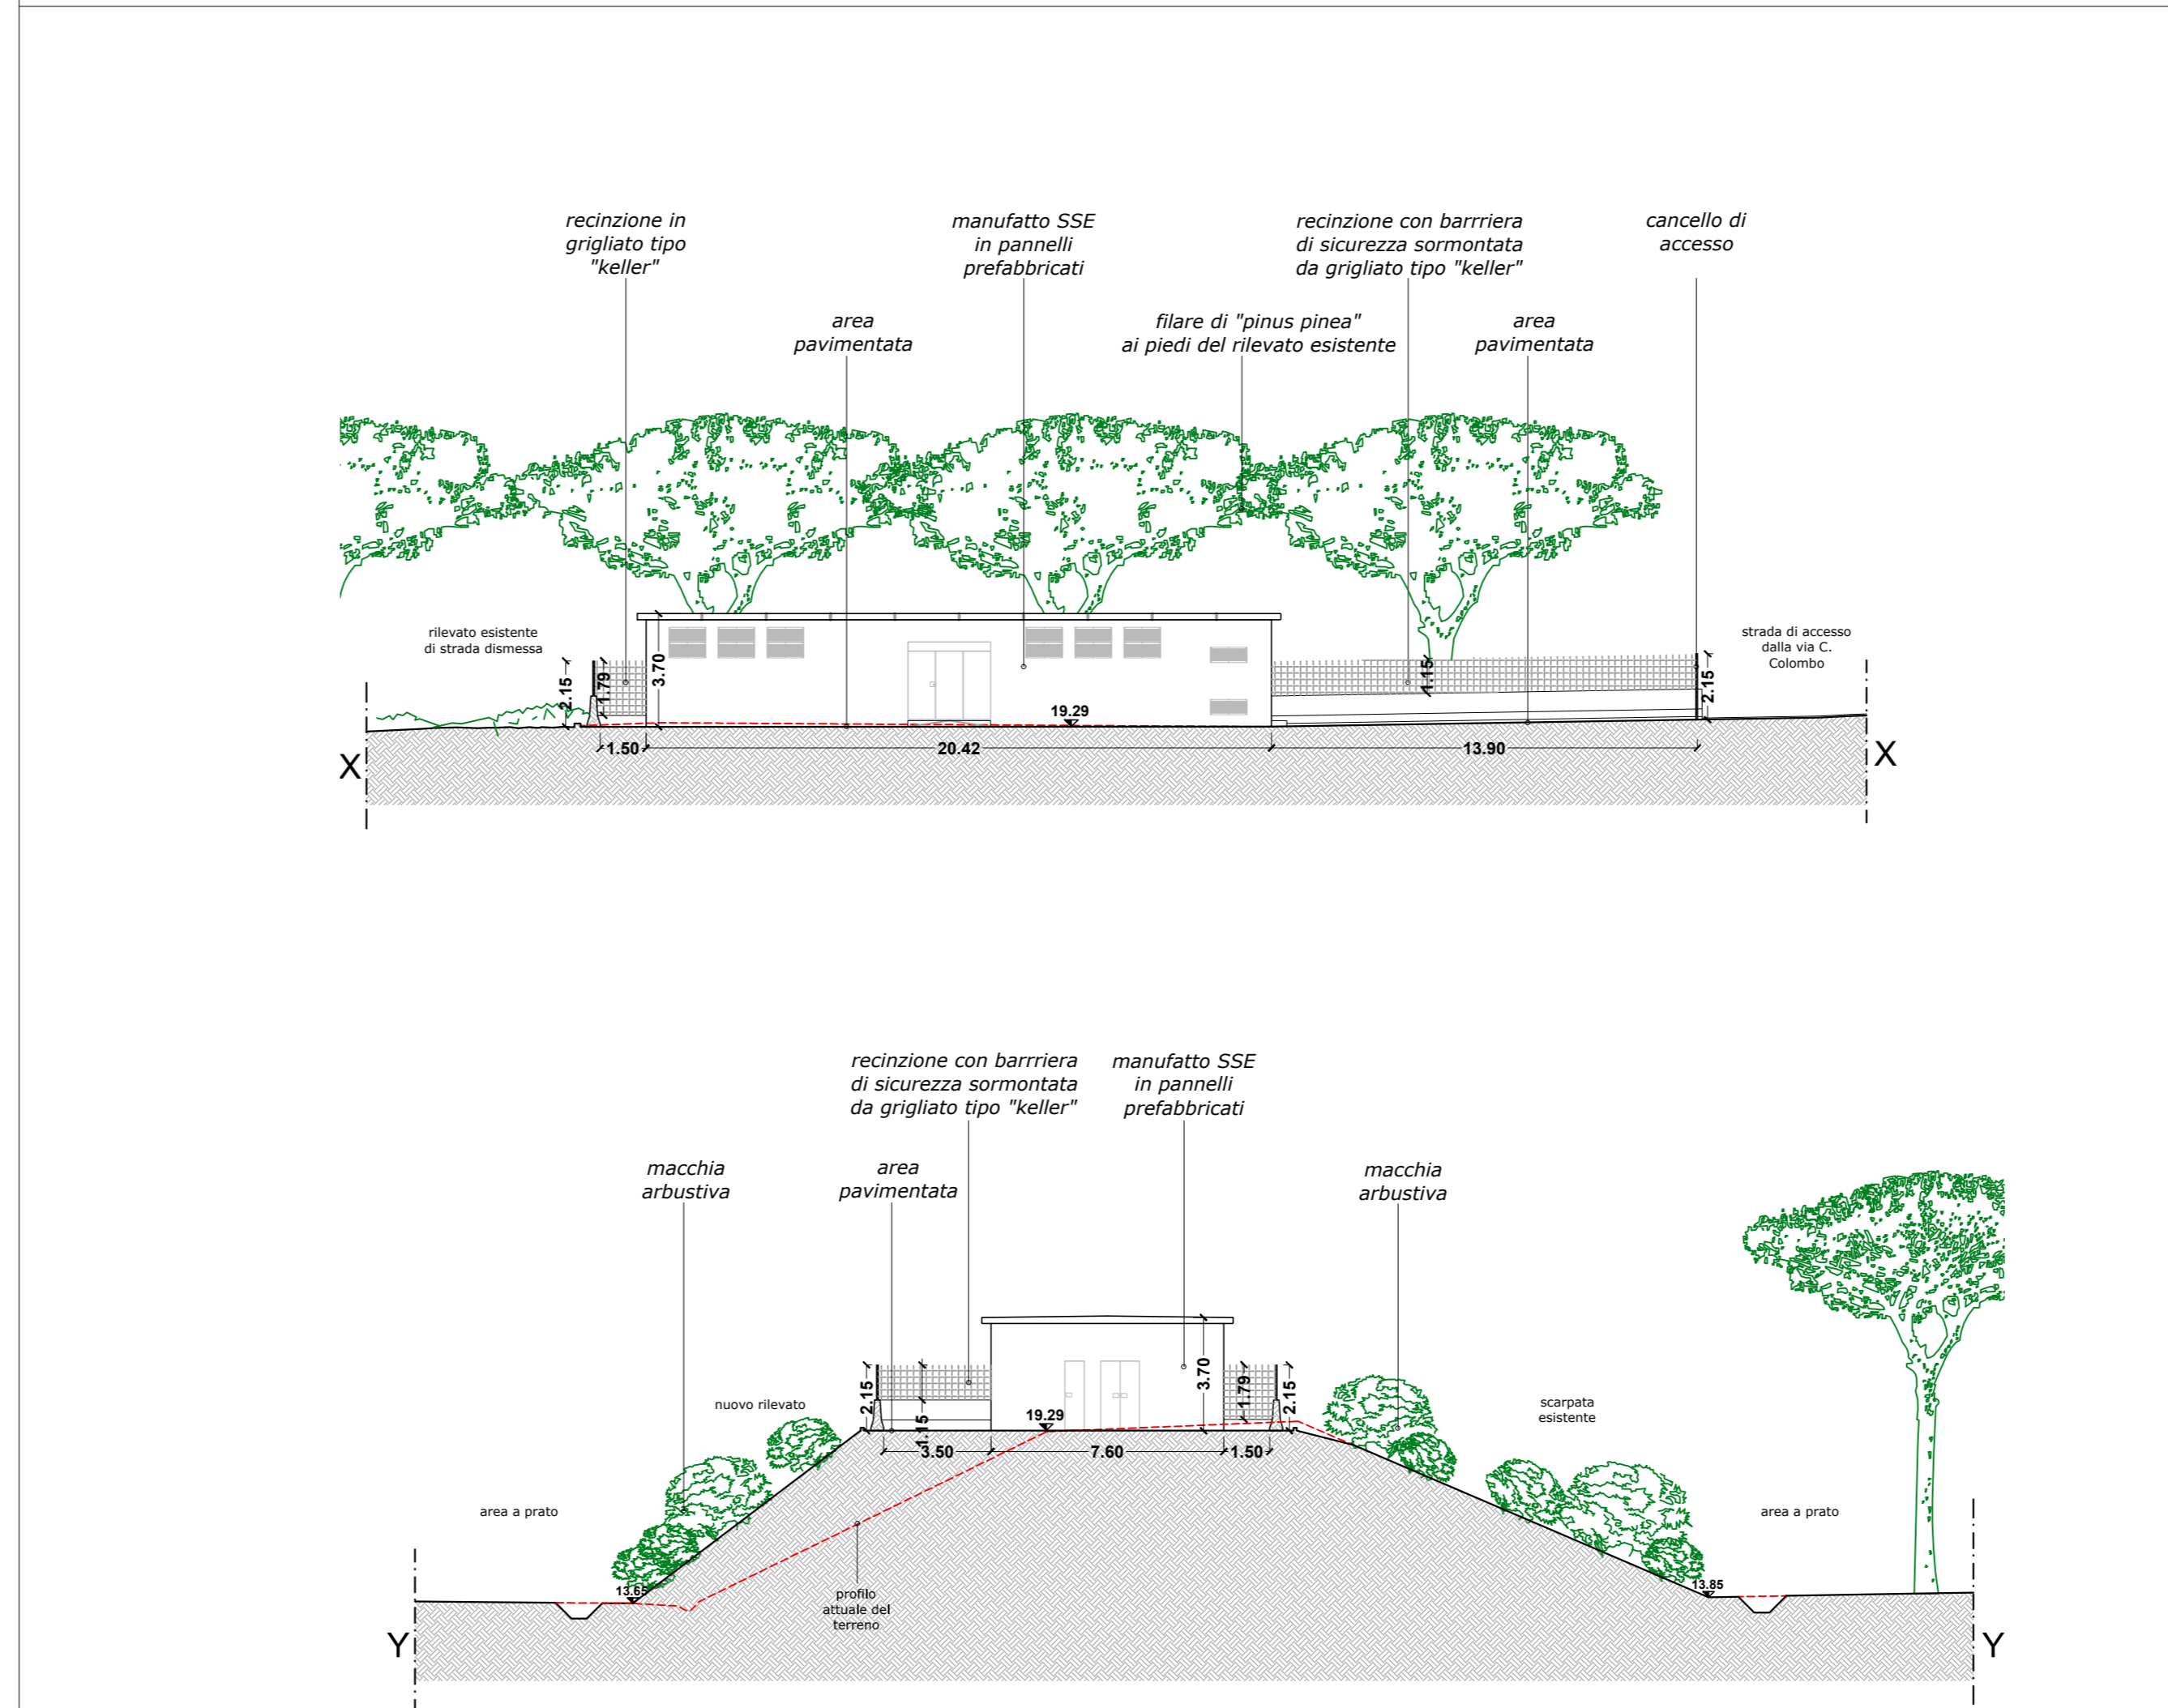 recinzione in
grigliato tipo
"keller"
manufatto SSE
in pannelli
prefabbricati
recinzione con barrriera
di sicurezza sormontata
da grigliato tipo "keller"
cancello di
accesso
area
pavimentata
filare di "pinus pinea"
ai piedi del rilevato esistente
area
pavimentata
rilevato esistente
di strada dismessa
strada di accesso
dalla via C.
Colombo
2.15
1.79
3.70
1.15
2.15
19.29
1.50
20.42
13.90
X
X
recinzione con barrriera
di sicurezza sormontata
da grigliato tipo "keller"
manufatto SSE
in pannelli
prefabbricati
macchia
arbustiva
area
pavimentata
macchia
arbustiva
nuovo rilevato
scarpata
esistente
2.15
1.15
3.70
1.79
2.15
19.29
3.50
7.60
1.50
area a prato
area a prato
13.65
13.85
profilo
attuale del
terreno
Y
Y